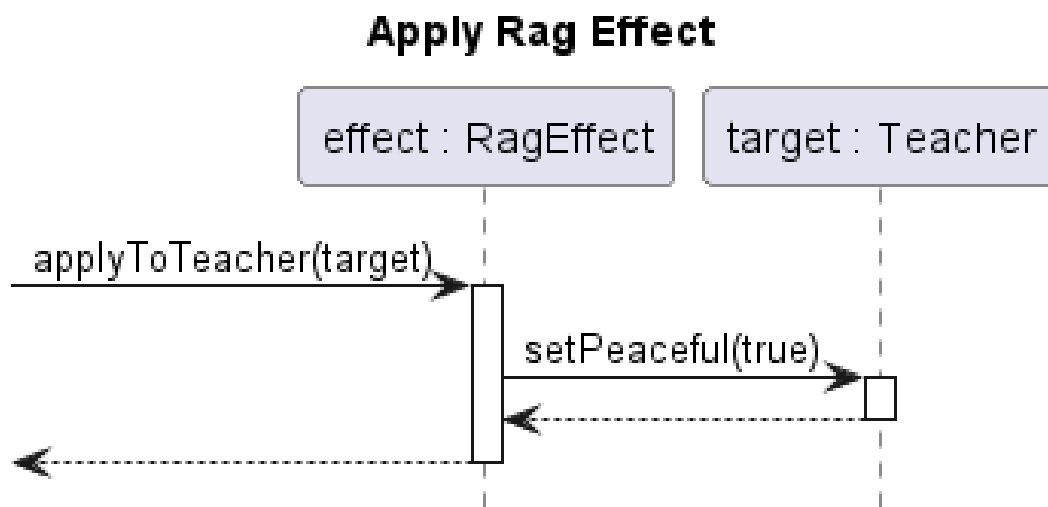 Apply Rag Effect
effect : RagEffect
target : Teacher
applyToTeacher(target)
setPeaceful(true)